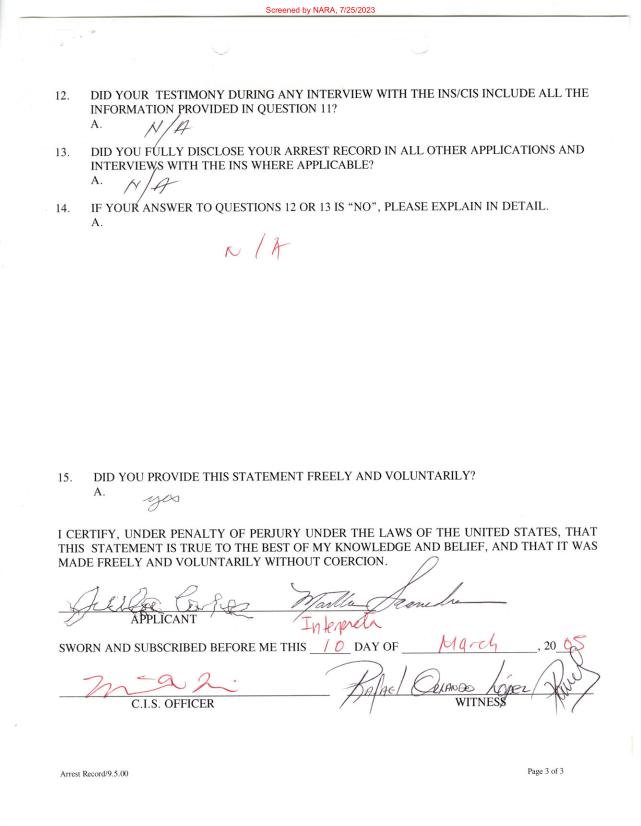 Screened by NARA, 7/25/2023
12. DID YOUR TESTIMONY DURING ANY INTERVIEW WITH THE INS/CIS INCLUDE ALL THE
INFORMATION PROVIDED IN QUESTION 11?
A. N/A
13. DID YOU FULLY DISCLOSE YOUR ARREST RECORD IN ALL OTHER APPLICATIONS AND
INTERVIEWS WITH THE INS WHERE APPLICABLE?
A. N/A
14. IF YOUR ANSWER TO QUESTIONS 12 OR 13 IS “NO”, PLEASE EXPLAIN IN DETAIL.
A.
N/A
15. DID YOU PROVIDE THIS STATEMENT FREELY AND VOLUNTARILY?
A. yes
I CERTIFY, UNDER PENALTY OF PERJURY UNDER THE LAWS OF THE UNITED STATES, THAT
THIS STATEMENT IS TRUE TO THE BEST OF MY KNOWLEDGE AND BELIEF, AND THAT IT WAS
MADE FREELY AND VOLUNTARILY WITHOUT COERCION.
APPLICANT
SWORN AND SUBSCRIBED BEFORE ME THIS 10 DAY OF March, 20 05
Rafael Orlando López
C.I.S. OFFICER WITNESS
Arrest Record/9.5.00 Page 3 of 3